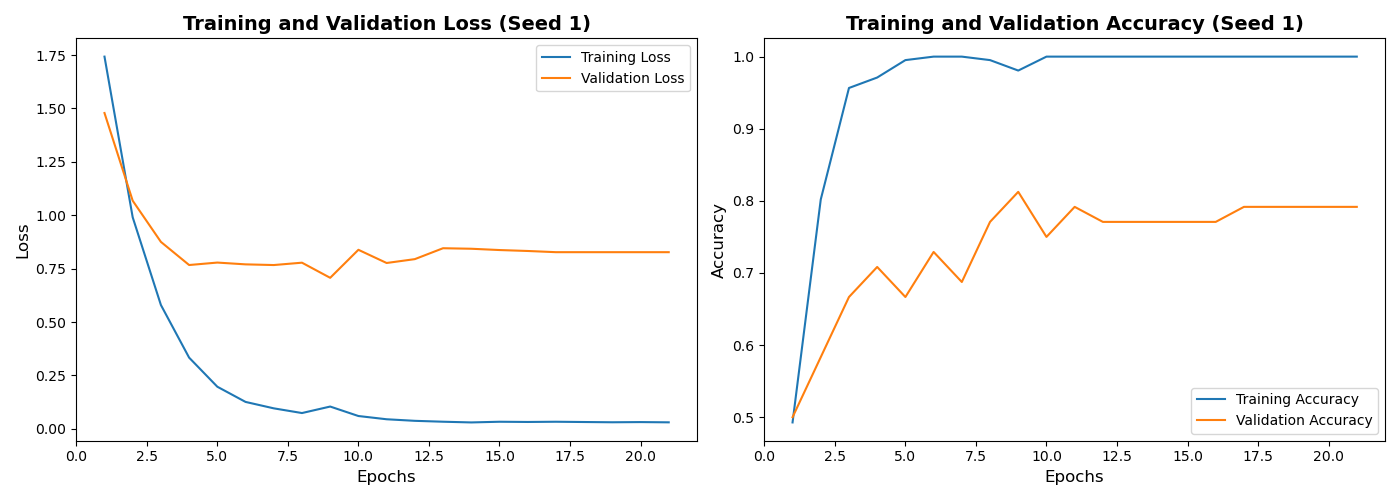 Training and Validation Loss (Seed 1)
1.75
1.50
1.25
1.00
0.75
0.50
0.25
0.00
Loss
Training Loss
Validation Loss
0.0 2.5 5.0 7.5 10.0 12.5 15.0 17.5 20.0
Epochs
Training and Validation Accuracy (Seed 1)
1.0
0.9
0.8
0.7
0.6
0.5
Accuracy
Training Accuracy
Validation Accuracy
0.0 2.5 5.0 7.5 10.0 12.5 15.0 17.5 20.0
Epochs